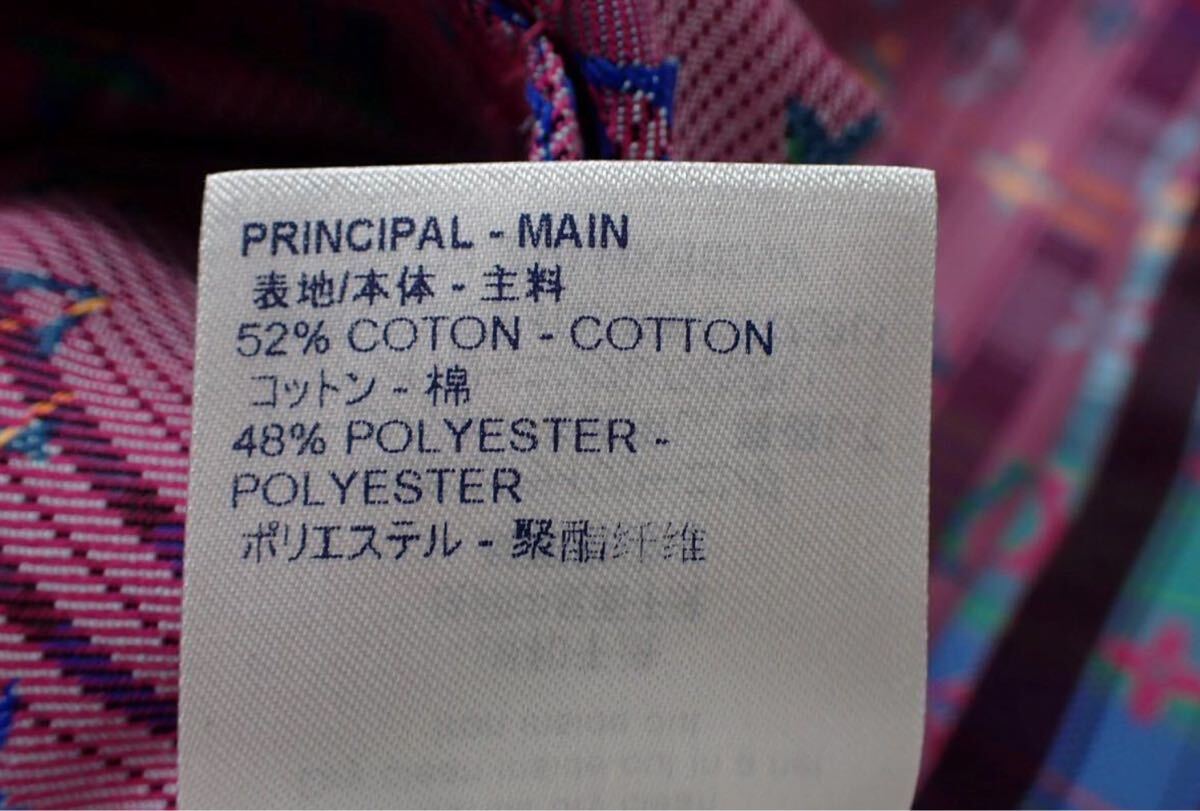 PRINCIPAL - MAIN
表地/本体 - 主料
52% COTON - COTTON
コットン - 棉
48% POLYESTER -
POLYESTER
ポリエステル - 聚酯纤维